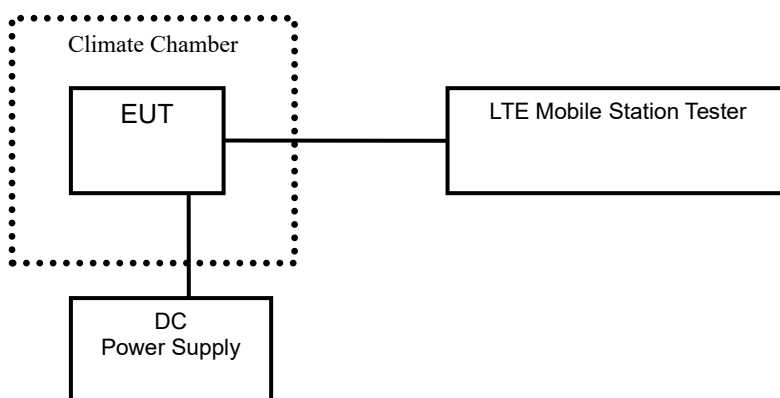 Climate Chamber
EUT
LTE Mobile Station Tester
DC
Power Supply